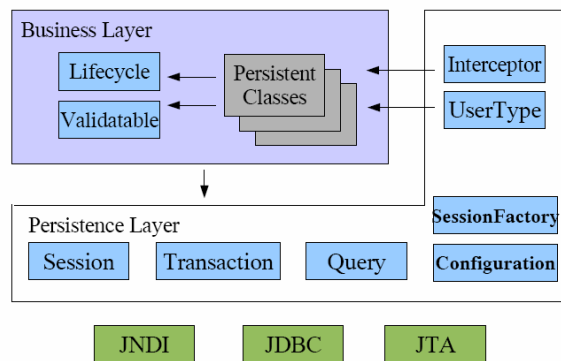 Business Layer
Lifecycle
Validatable
Persistent
Classes
Interceptor
UserType
Persistence Layer
Session
Transaction
Query
SessionFactory
Configuration
JNDI
JDBC
JTA